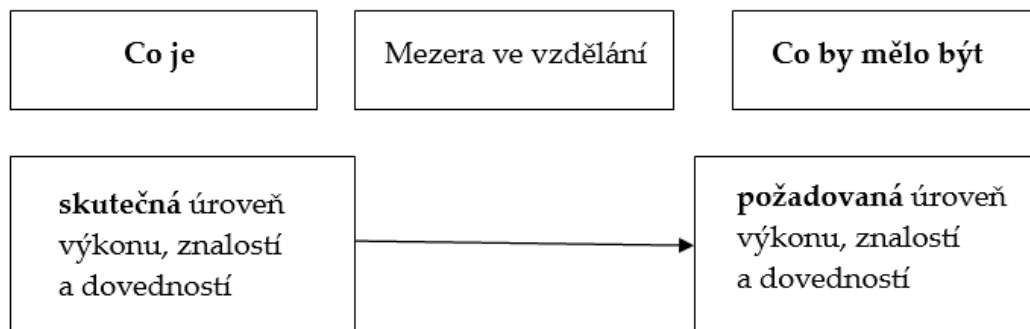 Co je
Mezera ve vzdělání
Co by mělo být
skutečná úroveň
výkonu, znalostí
a dovedností
požadovaná úroveň
výkonu, znalostí
a dovedností